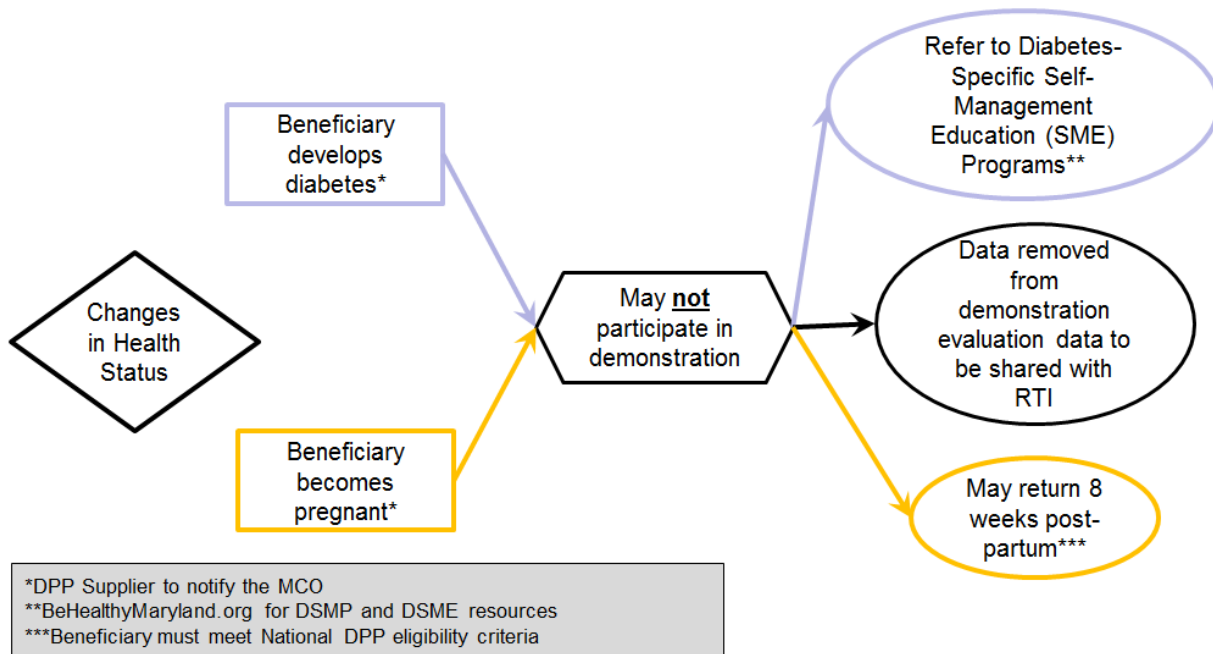 Changes
in Health
Status
Beneficiary
develops
diabetes*
Beneficiary
becomes
pregnant*
May not
participate in
demonstration
Refer to Diabetes-
Specific Self-
Management
Education (SME)
Programs**
Data removed
from
demonstration
evaluation data to
be shared with
RTI
May return 8
weeks post-
partum***
*DPP Supplier to notify the MCO
**BeHealthyMaryland.org for DSMP and DSME resources
***Beneficiary must meet National DPP eligibility criteria